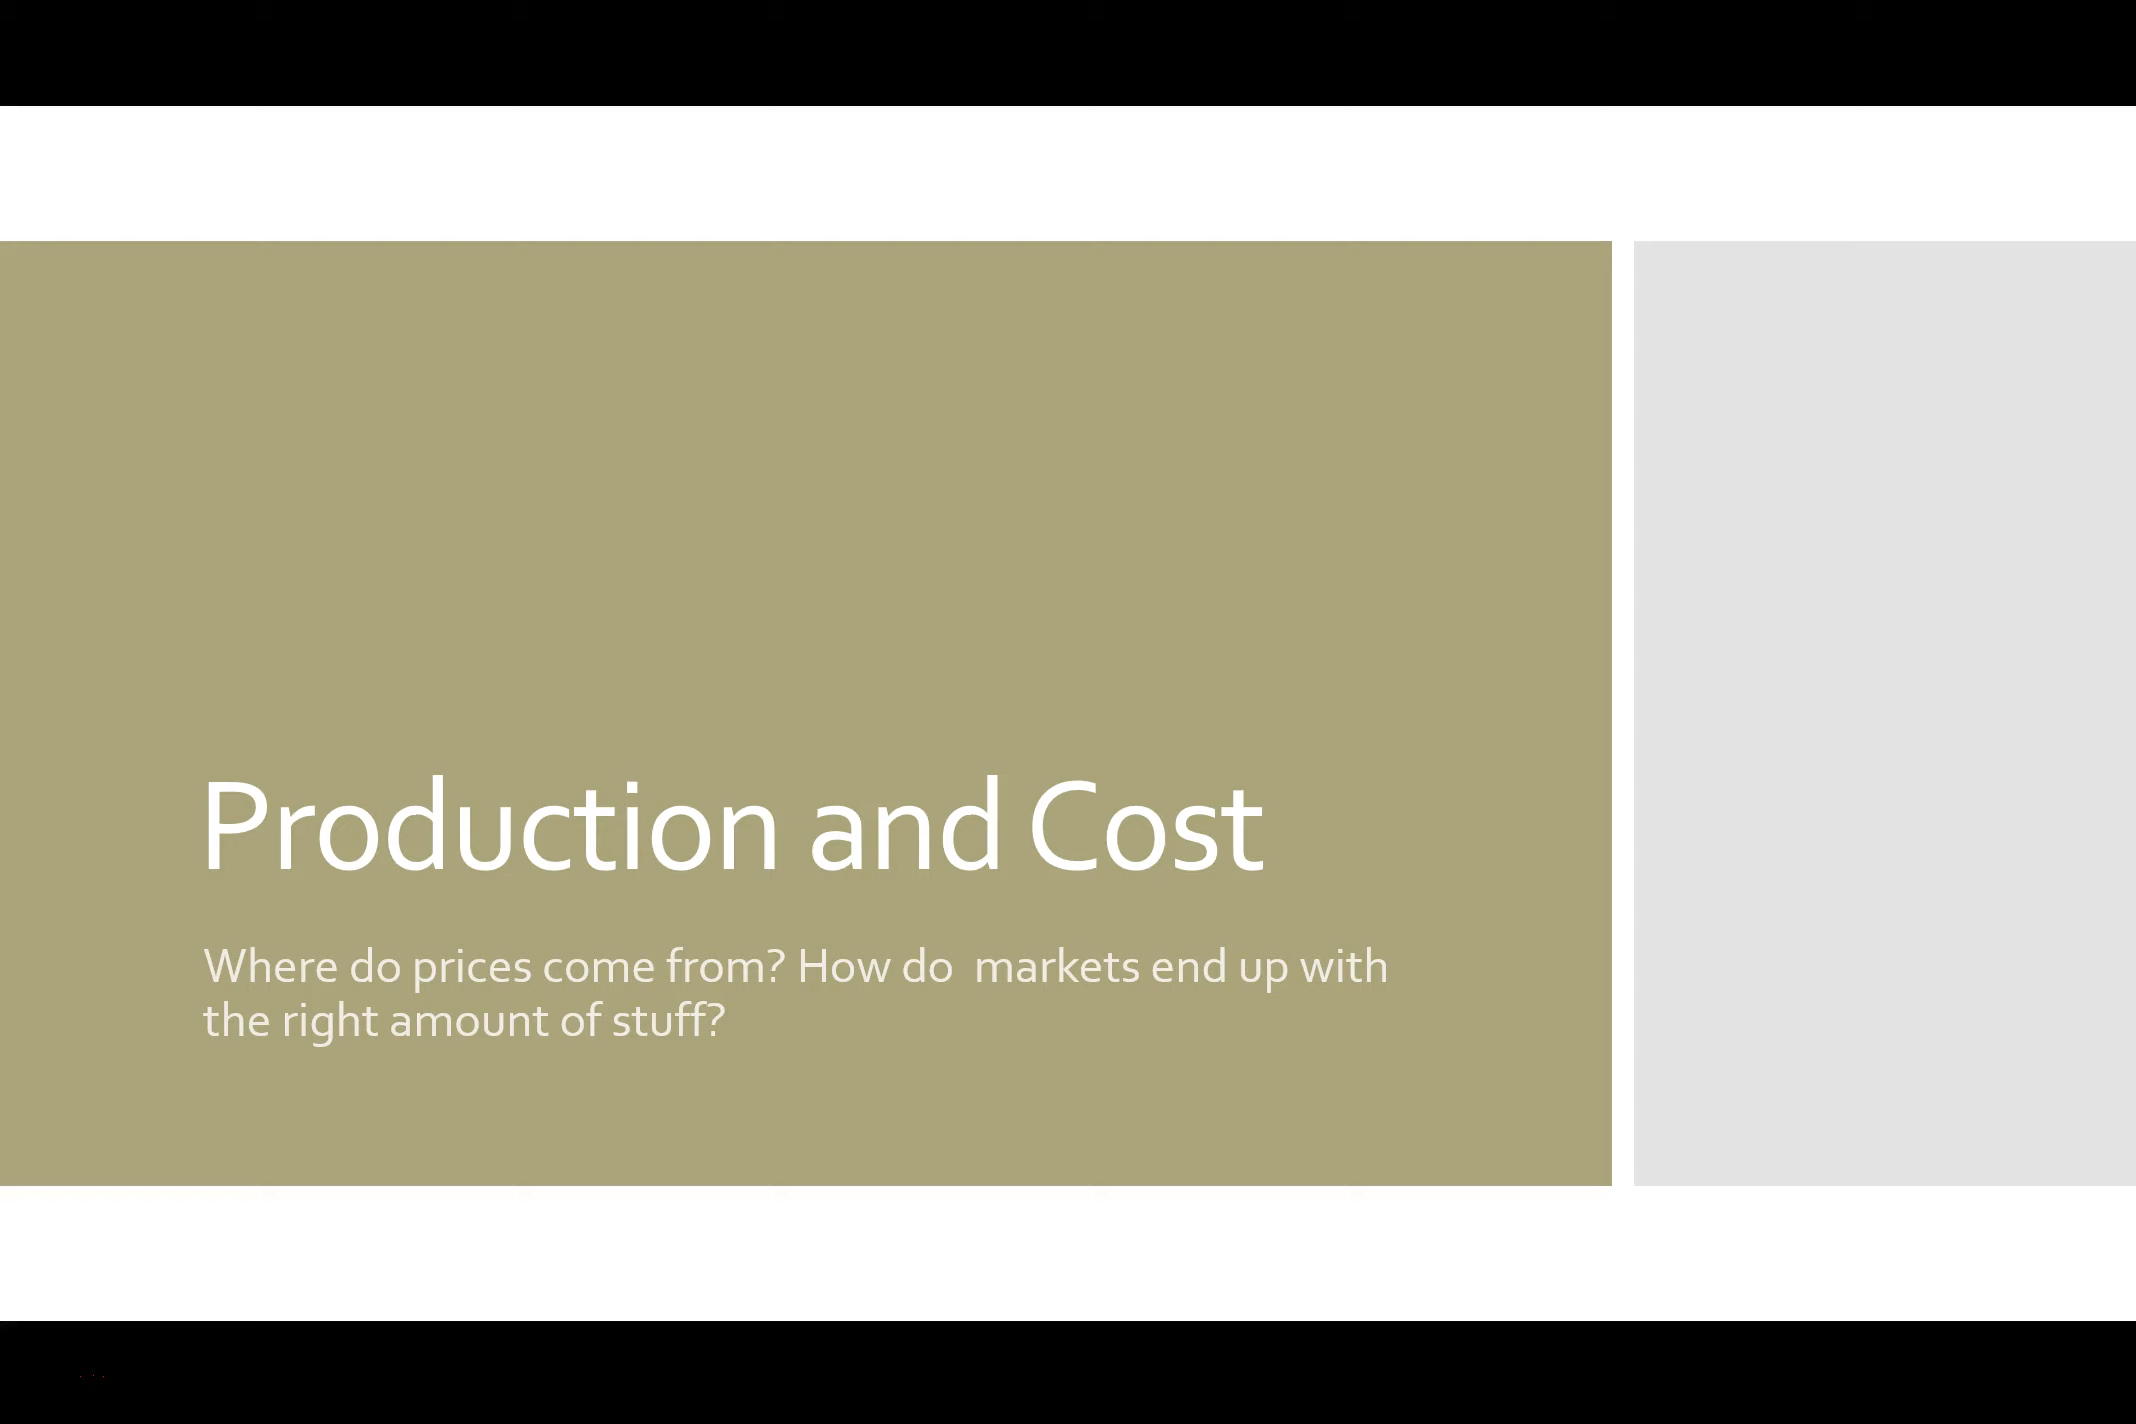 Production and Cost
Where do prices come from? How do  markets end up with
the right amount of stuff?